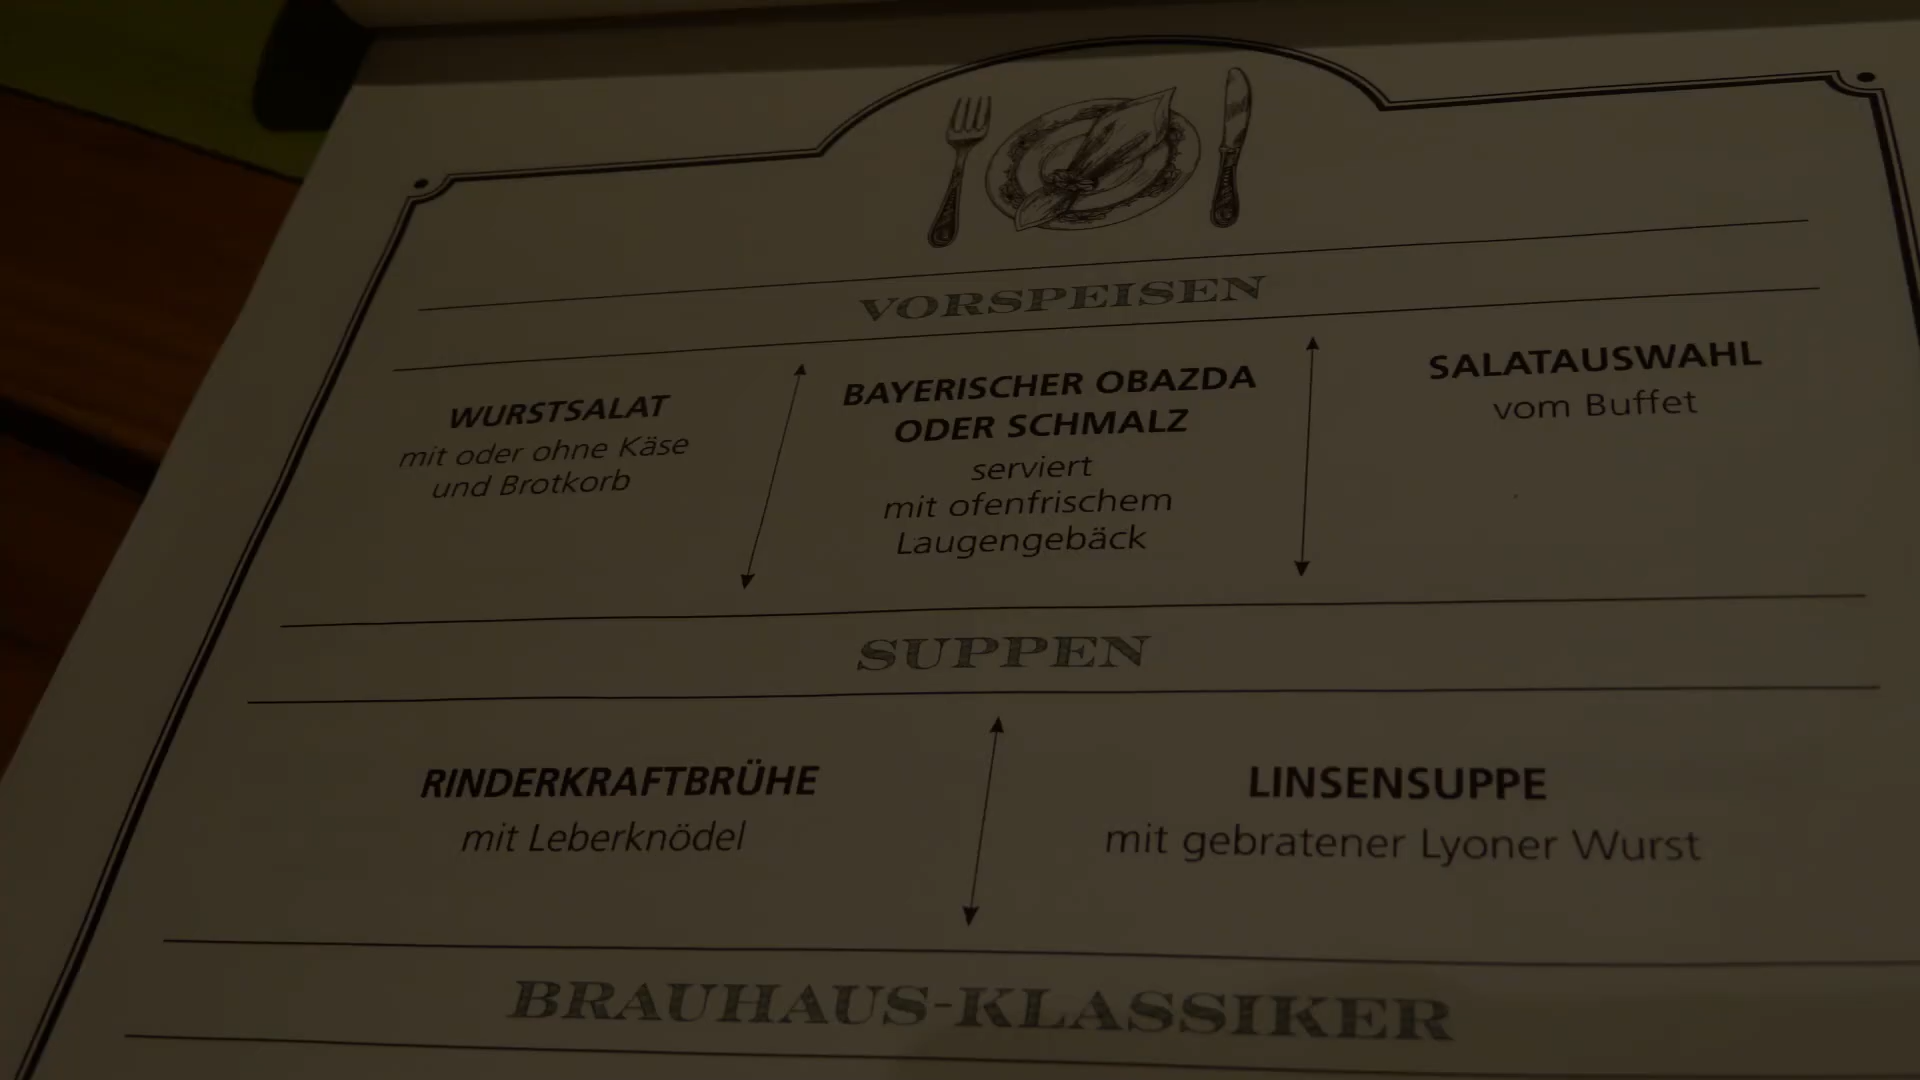 VORSPEISEN
WURSTSALAT
mit oder ohne Käse
und Brotkorb
BAYERISCHER OBAZDA
ODER SCHMALZ
serviert
mit ofenfrischem
Laugengebäck
SALATAUSWAHL
vom Buffet
SUPPEN
RINDERKRAFTBRÜHE
mit Leberknödel
LINSENSUPPE
mit gebratener Lyoner Wurst
BRAUHAUS-KLASSIKER